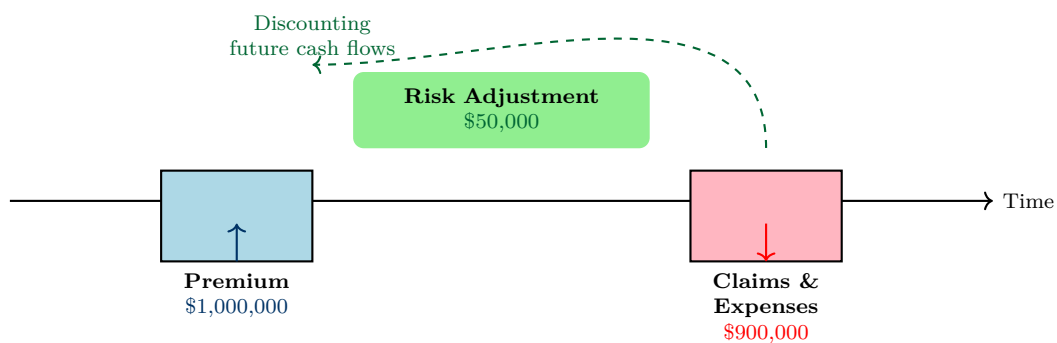 Discounting
future cash flows
Risk Adjustment
$50,000
Time
Premium
$1,000,000
Claims &
Expenses
$900,000